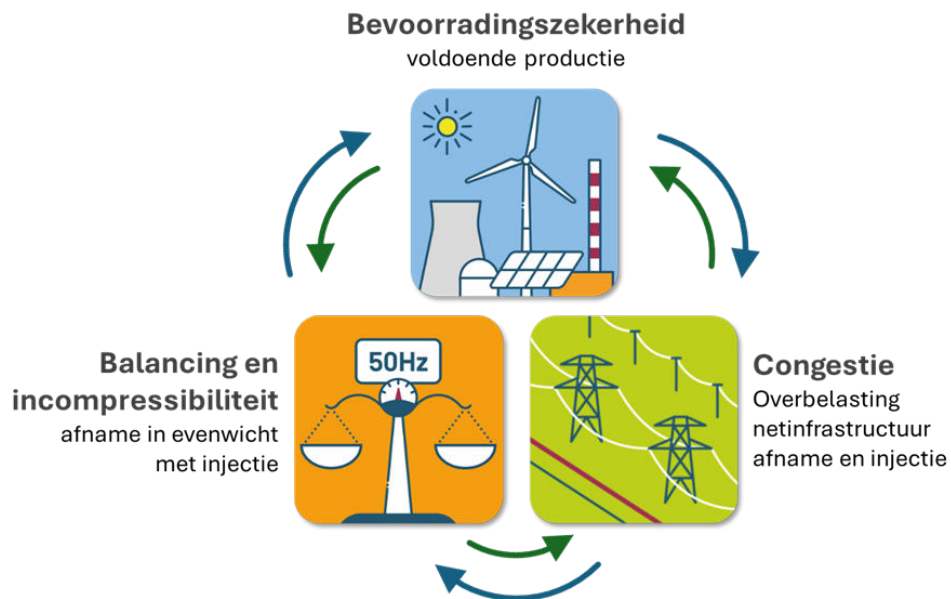 Bevoorradingszekerheid
voldoende productie
50Hz
Balancing en
incompressibiliteit
afname in evenwicht
met injectie
Congestie
Overbelasting
netinfrastructuur
afname en injectie